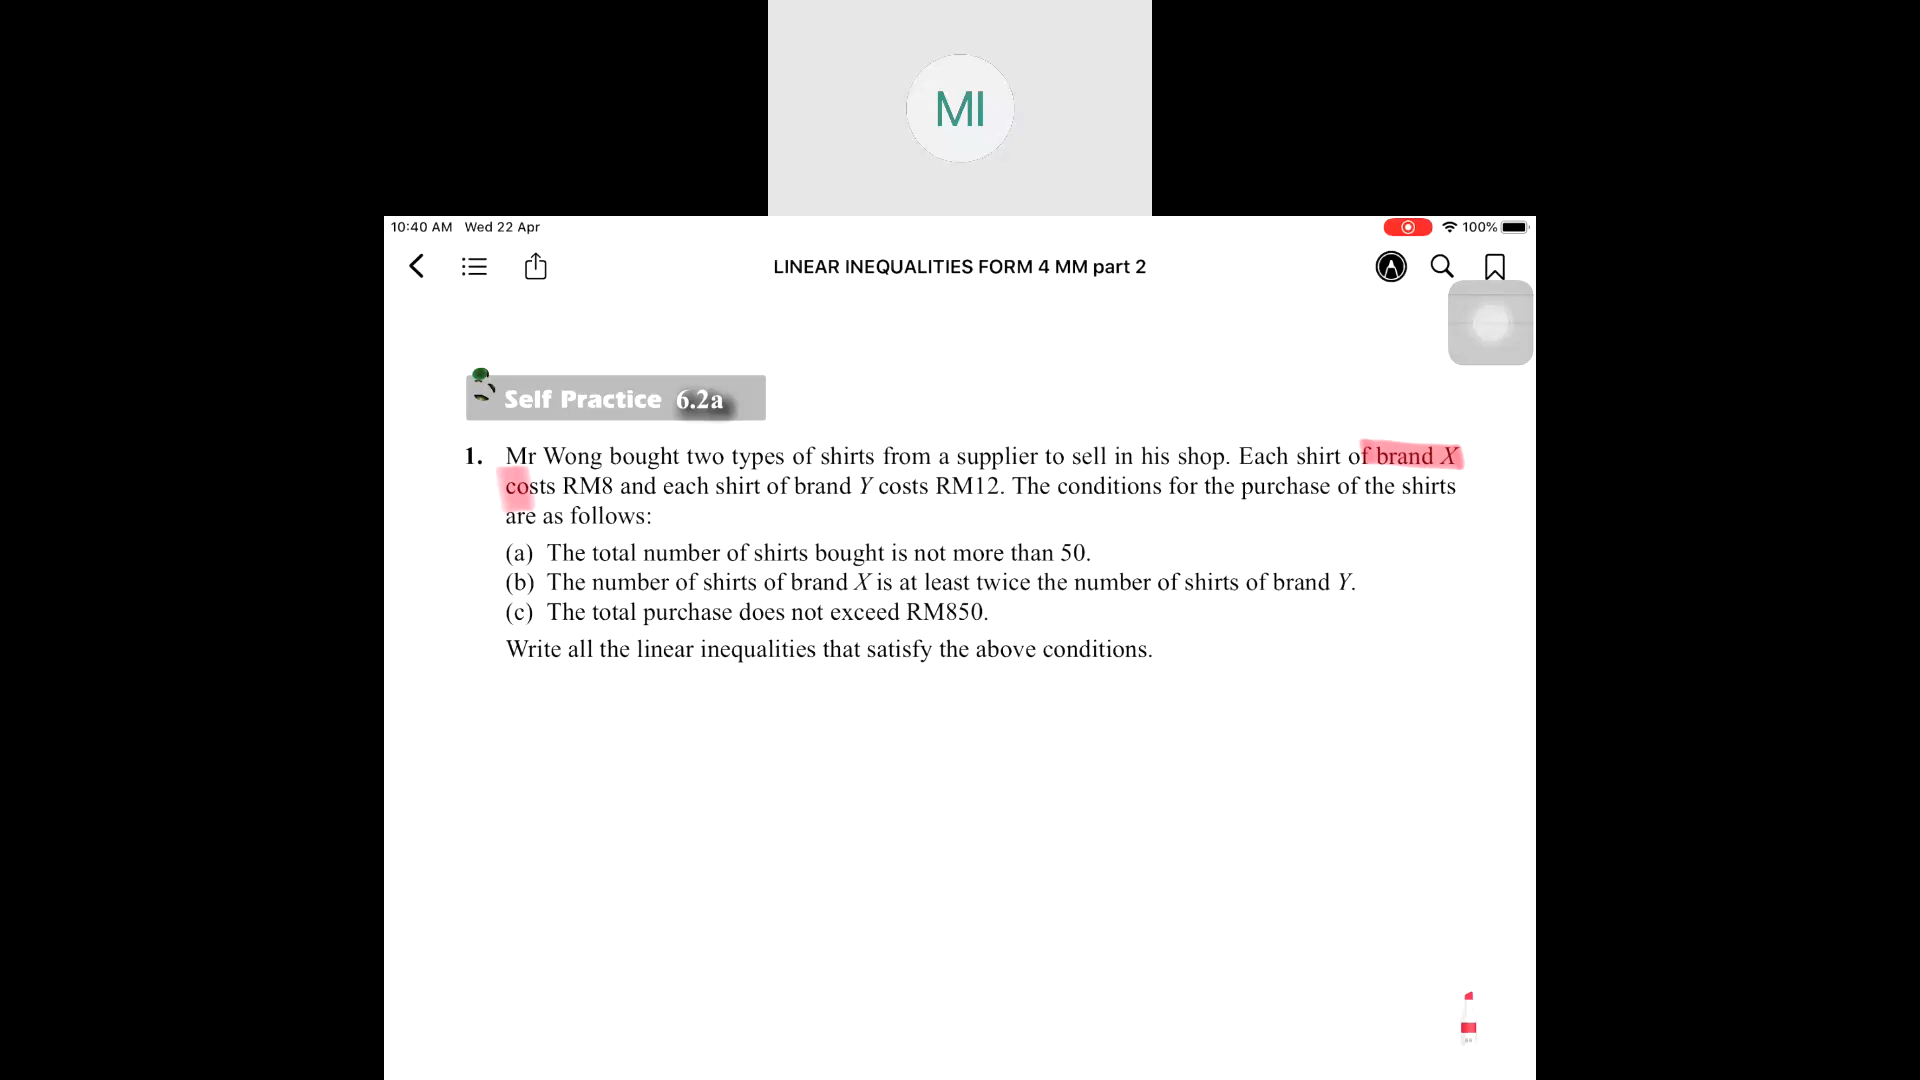 MI
10:40 AM Wed 22 Apr
100%
LINEAR INEQUALITIES FORM 4 MM part 2
Self Practice 6.2a
1. Mr Wong bought two types of shirts from a supplier to sell in his shop. Each shirt of brand X
costs RM8 and each shirt of brand Y costs RM12. The conditions for the purchase of the shirts
are as follows:
(a) The total number of shirts bought is not more than 50.
(b) The number of shirts of brand X is at least twice the number of shirts of brand Y.
(c) The total purchase does not exceed RM850.
Write all the linear inequalities that satisfy the above conditions.